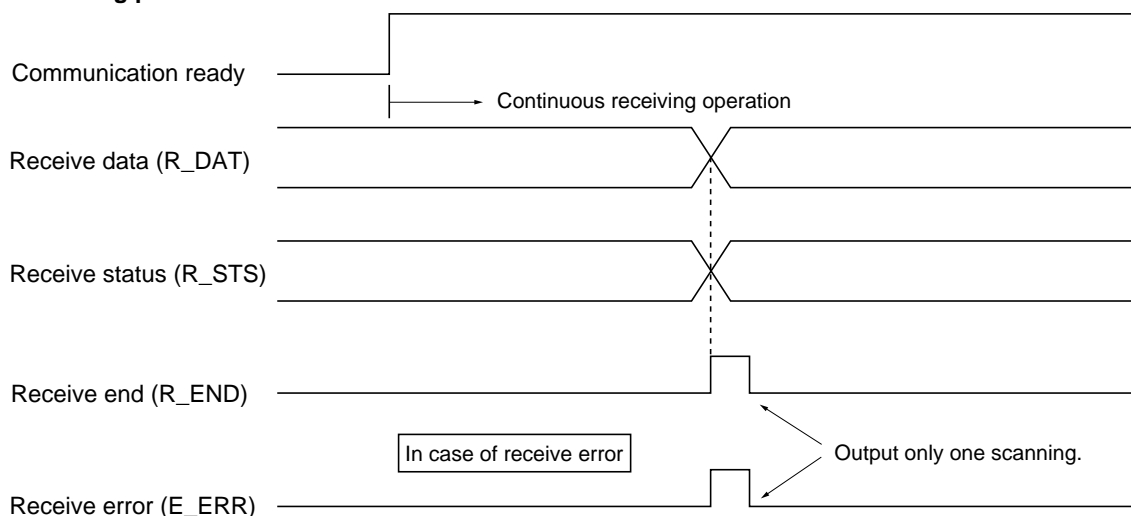 Communication ready
Continuous receiving operation
Receive data (R_DAT)
Receive status (R_STS)
Receive end (R_END)
In case of receive error
Output only one scanning.
Receive error (E_ERR)